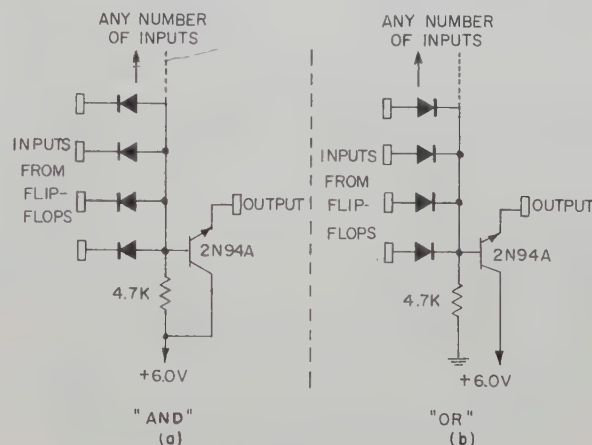 ANY NUMBER
OF INPUTS
INPUTS
FROM
FLIP-
FLOPS
OUTPUT
2N94A
4.7K
+6.0V
"AND"
(a)
ANY NUMBER
OF INPUTS
INPUTS
FROM
FLIP-
FLOPS
OUTPUT
2N94A
4.7K
+6.0V
"OR"
(b)